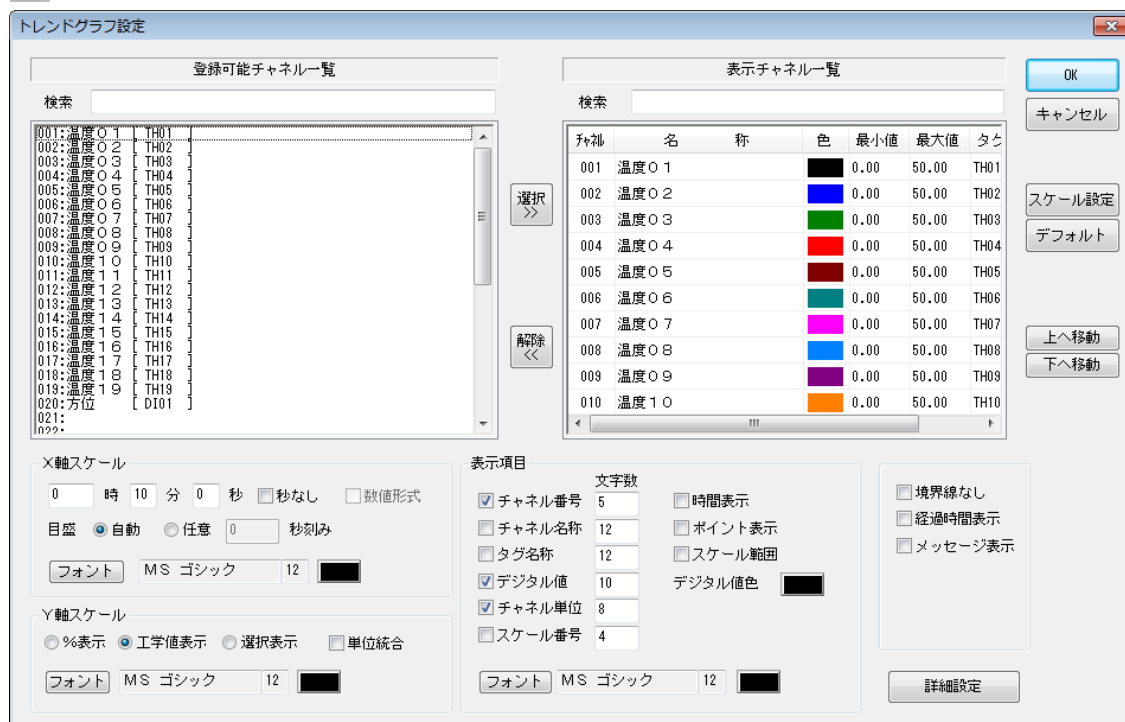 トレンドグラフ設定
登録可能チャネル一覧
検索
001:温度０１ [ TH01 ]
002:温度０２ [ TH02 ]
003:温度０３ [ TH03 ]
004:温度０４ [ TH04 ]
005:温度０５ [ TH05 ]
006:温度０６ [ TH06 ]
007:温度０７ [ TH07 ]
008:温度０８ [ TH08 ]
009:温度０９ [ TH09 ]
010:温度１０ [ TH10 ]
011:温度１１ [ TH11 ]
012:温度１２ [ TH12 ]
013:温度１３ [ TH13 ]
014:温度１４ [ TH14 ]
015:温度１５ [ TH15 ]
016:温度１６ [ TH16 ]
017:温度１７ [ TH17 ]
018:温度１８ [ TH18 ]
019:温度１９ [ TH19 ]
020:方位 [ DI01 ]
021:
022:
選択
>>
解除
<<
表示チャネル一覧
検索
ﾁｬﾈﾙ 名 称 色 最小値 最大値 タグ
001 温度０１ 0.00 50.00 TH01
002 温度０２ 0.00 50.00 TH02
003 温度０３ 0.00 50.00 TH03
004 温度０４ 0.00 50.00 TH04
005 温度０５ 0.00 50.00 TH05
006 温度０６ 0.00 50.00 TH06
007 温度０７ 0.00 50.00 TH07
008 温度０８ 0.00 50.00 TH08
009 温度０９ 0.00 50.00 TH09
010 温度１０ 0.00 50.00 TH10
OK
キャンセル
スケール設定
デフォルト
上へ移動
下へ移動
X軸スケール
0 時 10 分 0 秒 秒なし 数値形式
目盛 自動 任意 0 秒刻み
フォント ＭＳ ゴシック 12
Y軸スケール
%表示 工学値表示 選択表示 単位統合
フォント ＭＳ ゴシック 12
表示項目
文字数
チャネル番号 5 時間表示
チャネル名称 12 ポイント表示
タグ名称 12 スケール範囲
デジタル値 10 デジタル値色
チャネル単位 8
スケール番号 4
フォント ＭＳ ゴシック 12
境界線なし
経過時間表示
メッセージ表示
詳細設定